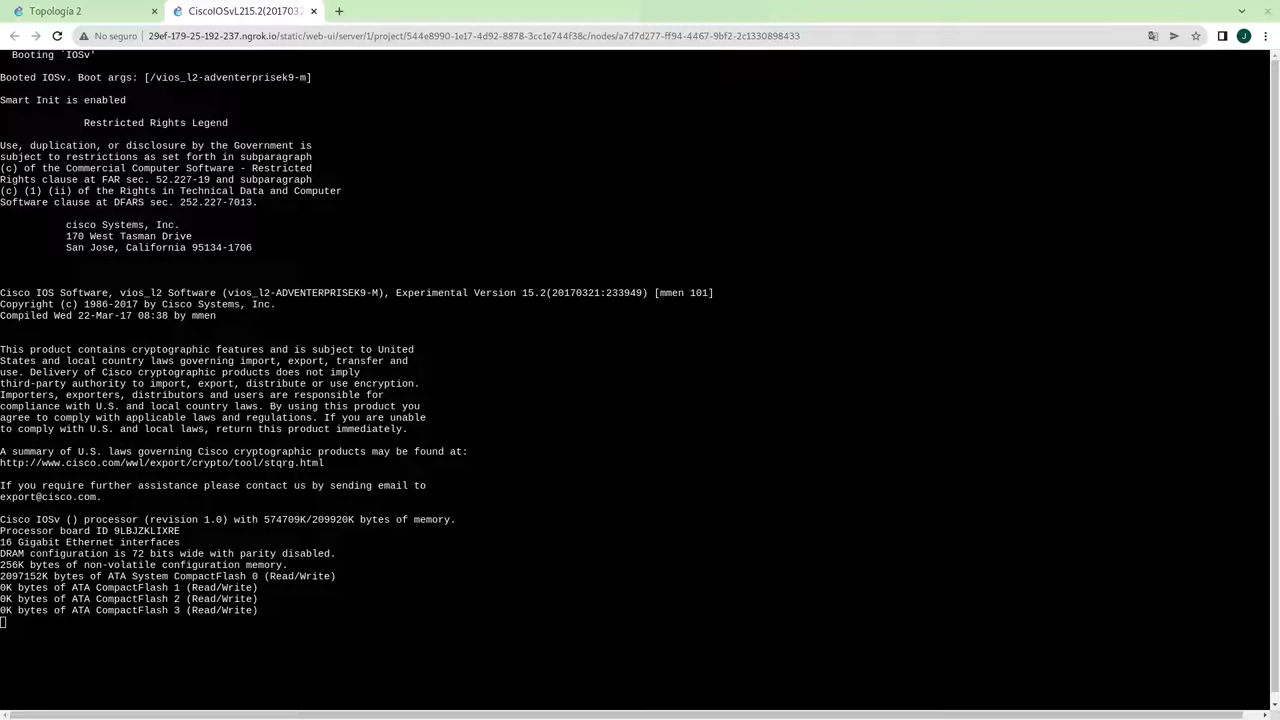 Topología 2
CiscoIOSvL215.2(201703
No seguro
29ef-179-25-192-237.ngrok.io/static/web-ui/server/1/project/544e8990-1e17-4d92-8878-3cc1e744f38c/nodes/a7d7d277-ff94-4467-9bf2-2c1330898433
J
Booting `IOSv'
Booted IOSv. Boot args: [/vios_l2-adventerprisek9-m]
Smart Init is enabled
Restricted Rights Legend
Use, duplication, or disclosure by the Government is
subject to restrictions as set forth in subparagraph
(c) of the Commercial Computer Software - Restricted
Rights clause at FAR sec. 52.227-19 and subparagraph
(c) (1) (ii) of the Rights in Technical Data and Computer
Software clause at DFARS sec. 252.227-7013.
cisco Systems, Inc.
170 West Tasman Drive
San Jose, California 95134-1706
Cisco IOS Software, vios_l2 Software (vios_l2-ADVENTERPRISEK9-M), Experimental Version 15.2(20170321:233949) [mmen 101]
Copyright (c) 1986-2017 by Cisco Systems, Inc.
Compiled Wed 22-Mar-17 08:38 by mmen
This product contains cryptographic features and is subject to United
States and local country laws governing import, export, transfer and
use. Delivery of Cisco cryptographic products does not imply
third-party authority to import, export, distribute or use encryption.
Importers, exporters, distributors and users are responsible for
compliance with U.S. and local country laws. By using this product you
agree to comply with applicable laws and regulations. If you are unable
to comply with U.S. and local laws, return this product immediately.
A summary of U.S. laws governing Cisco cryptographic products may be found at:
http://www.cisco.com/wwl/export/crypto/tool/stqrg.html
If you require further assistance please contact us by sending email to
export@cisco.com.
Cisco IOSv () processor (revision 1.0) with 574709K/209920K bytes of memory.
Processor board ID 9LBJZKLIXRE
16 Gigabit Ethernet interfaces
DRAM configuration is 72 bits wide with parity disabled.
256K bytes of non-volatile configuration memory.
2097152K bytes of ATA System CompactFlash 0 (Read/Write)
0K bytes of ATA CompactFlash 1 (Read/Write)
0K bytes of ATA CompactFlash 2 (Read/Write)
0K bytes of ATA CompactFlash 3 (Read/Write)